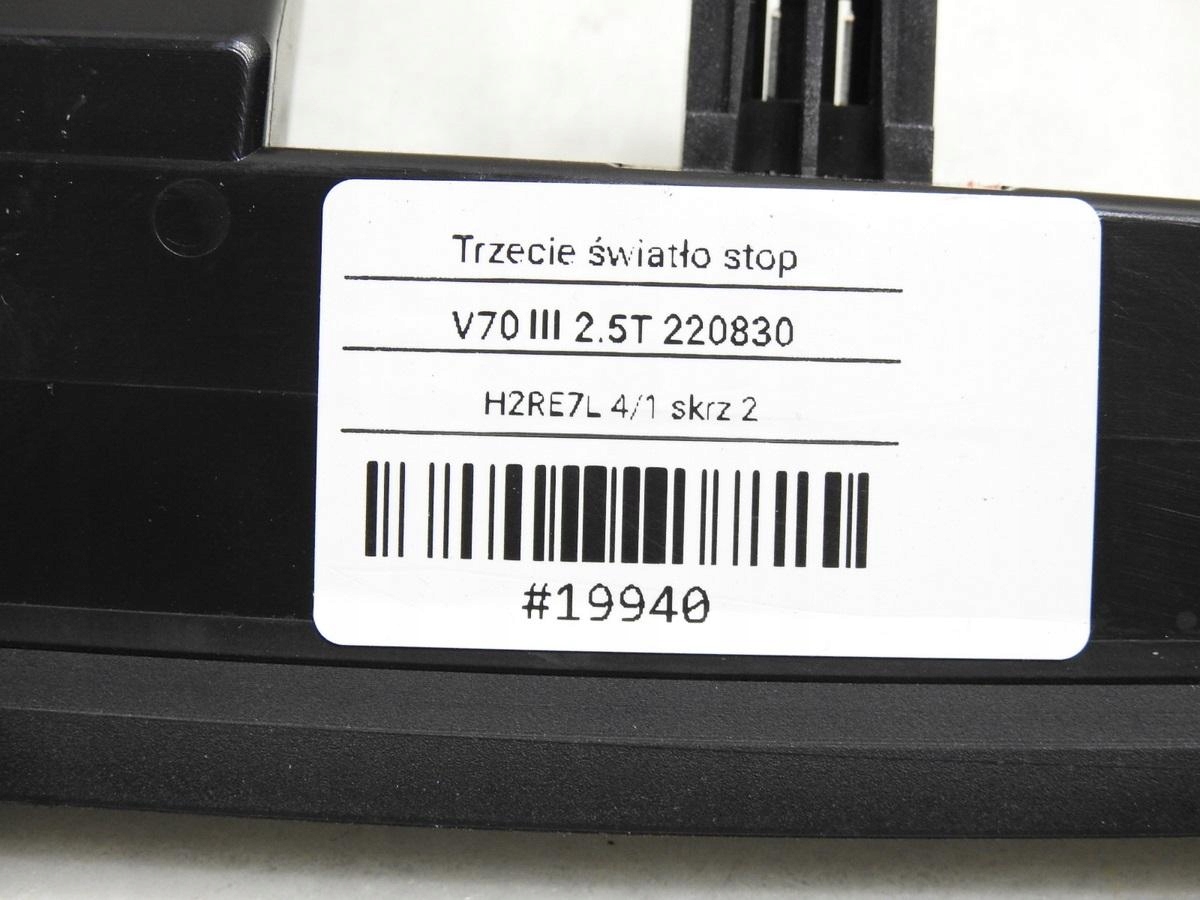 Trzecie światło stop
V70 III 2.5T 220830
H2RE7L 4/1 skrz 2
#19940